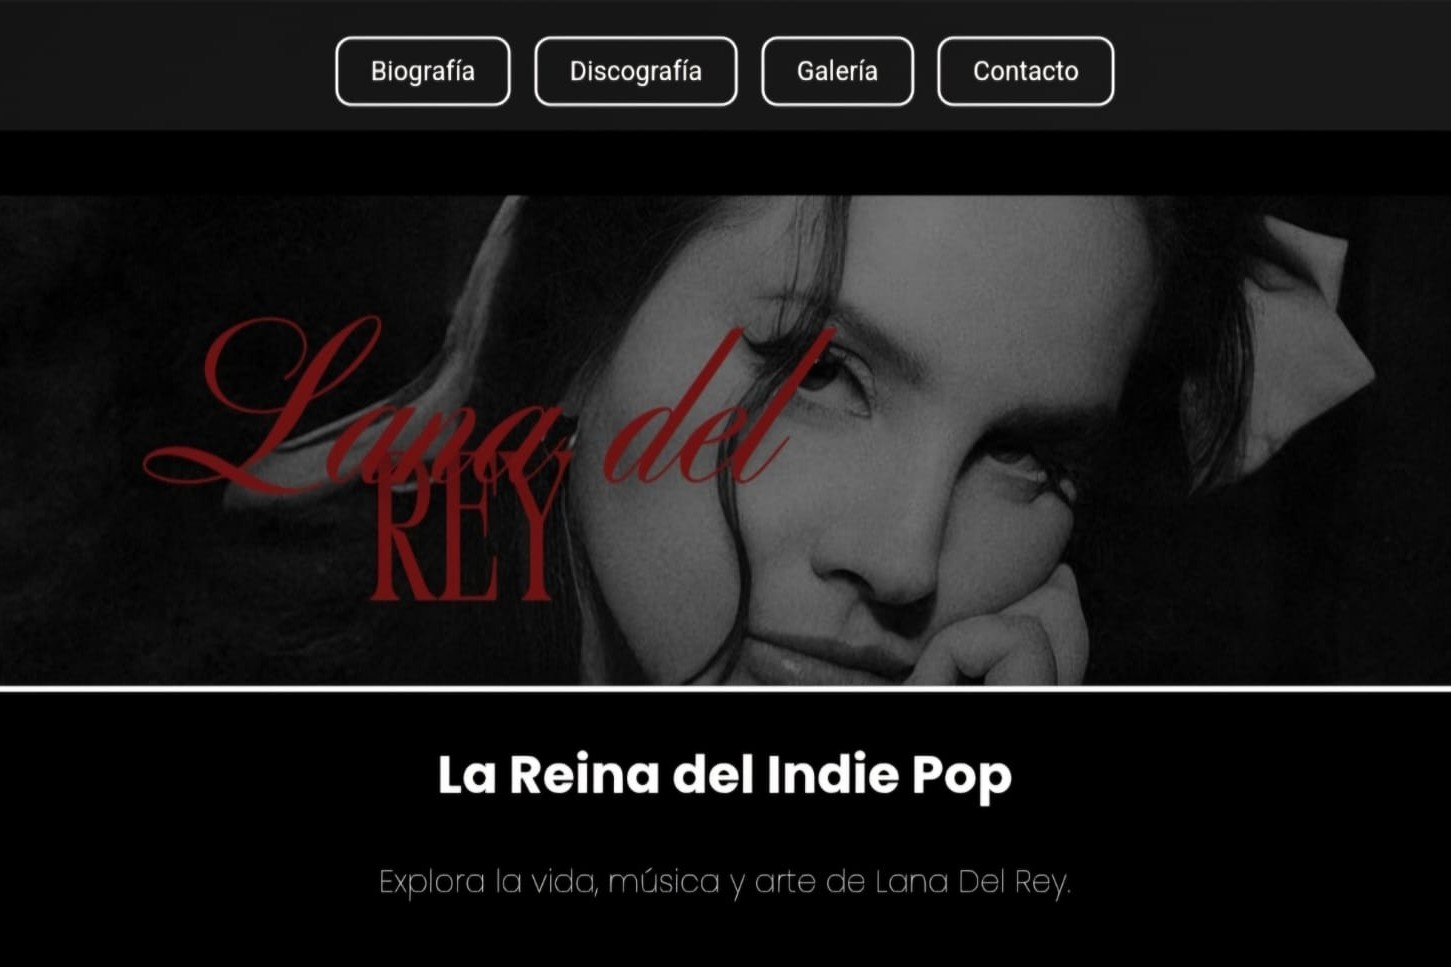 Biografía
Discografía
Galería
Contacto
Lana del
REY
La Reina del Indie Pop
Explora la vida, música y arte de Lana Del Rey.